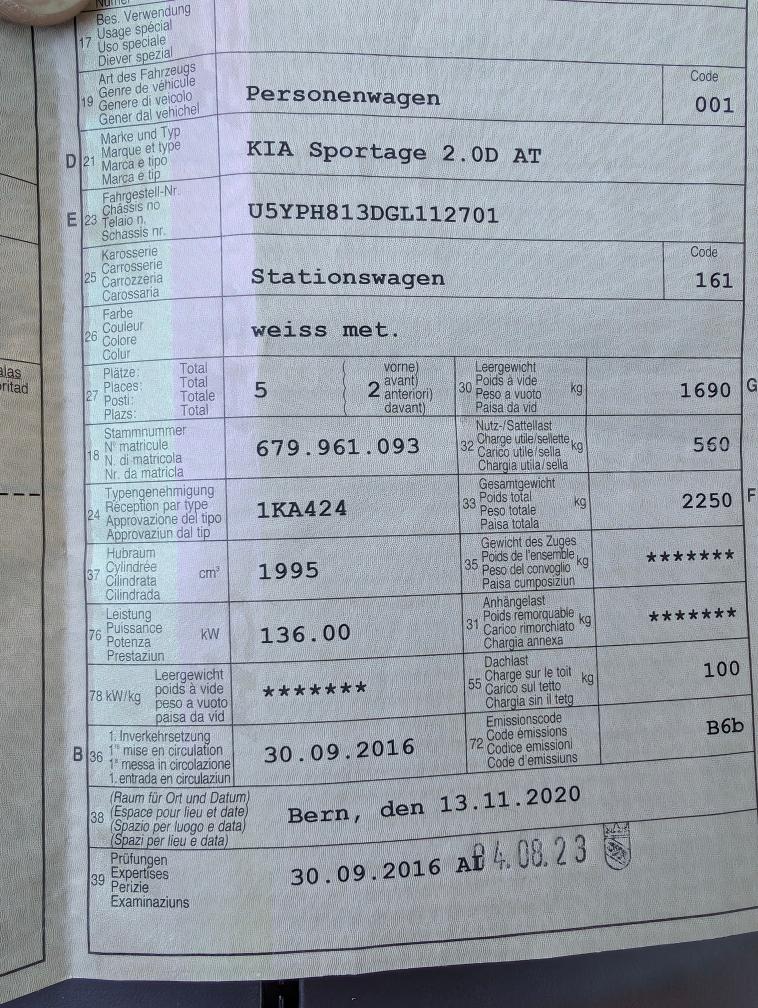 17 Bes. Verwendung
Usage spécial
Uso speciale
Diever spezial
19 Art des Fahrzeugs
Genre de véhicule
Genere di veicolo
Gener dal vehichel
Personenwagen
Code
001
D 21 Marke und Typ
Marque et type
Marca e tipo
Marca e tip
KIA Sportage 2.0D AT
E 23 Fahrgestell-Nr.
Châssis no
Telaio n.
Schassis nr.
U5YPH813DGL112701
25 Karosserie
Carrosserie
Carrozzeria
Carossaria
Stationswagen
Code
161
26 Farbe
Couleur
Colore
Colur
weiss met.
27 Plätze: Total
Places: Total
Posti: Totale
Plazs: Total
5
2 vorne)
avant)
anteriori)
davant)
30 Leergewicht
Poids à vide
Peso a vuoto
Paisa da vid
kg
1690 G
18 Stammnummer
N° matricule
N. di matricola
Nr. da matricla
679.961.093
32 Nutz-/Sattellast
Charge utile/sellette
Carico utile/sella
Chargia utila/sella
kg
560
24 Typengenehmigung
Réception par type
Approvazione del tipo
Approvaziun dal tip
1KA424
33 Gesamtgewicht
Poids total
Peso totale
Paisa totala
kg
2250 F
37 Hubraum
Cylindrée
Cilindrata
Cilindrada
cm³
1995
35 Gewicht des Zuges
Poids de l'ensemble
Peso del convoglio
Paisa cumposiziun
kg
*******
76 Leistung
Puissance
Potenza
Prestaziun
kW
136.00
31 Anhängelast
Poids remorquable
Carico rimorchiato
Chargia annexa
kg
*******
78 kW/kg Leergewicht
poids à vide
peso a vuoto
paisa da vid
*******
55 Dachlast
Charge sur le toit
Carico sul tetto
Chargia sin il tetg
kg
100
B 36 1. Inverkehrsetzung
1re mise en circulation
1a messa in circolazione
1. entrada en circulaziun
30.09.2016
72 Emissionscode
Code émissions
Codice emissioni
Code d'emissiuns
B6b
38 (Raum für Ort und Datum)
(Espace pour lieu et date)
(Spazio per luogo e data)
(Spazi per lieu e data)
Bern, den 13.11.2020
39 Prüfungen
Expertises
Perizie
Examinaziuns
30.09.2016 A
4.08.23